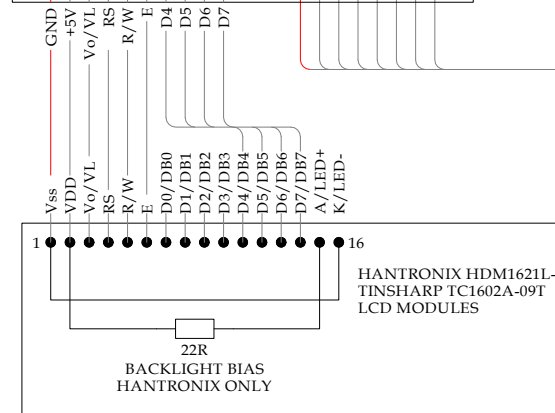 GND
+5V
Vo/VL
RS
R/W
E
D4
D5
D6
D7
Vss
VDD
Vo/VL
RS
R/W
E
D0/DB0
D1/DB1
D2/DB2
D3/DB3
D4/DB4
D5/DB5
D6/DB6
D7/DB7
A/LED+
K/LED-
1
16
HANTRONIX HDM1621L-
TINSHARP TC1602A-09T
LCD MODULES
22R
BACKLIGHT BIAS
HANTRONIX ONLY